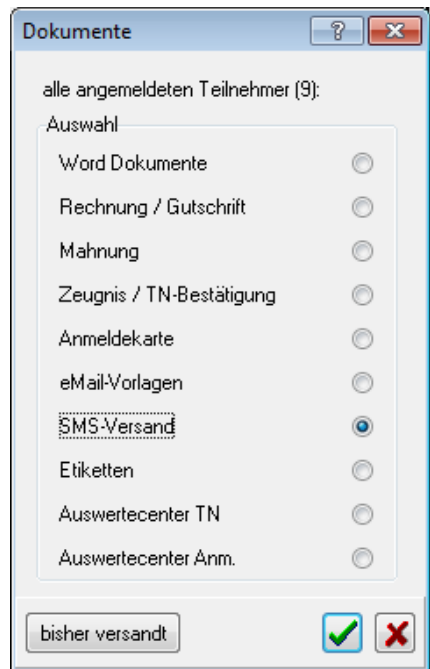 Dokumente
alle angemeldeten Teilnehmer (9):
Auswahl
Word Dokumente
Rechnung / Gutschrift
Mahnung
Zeugnis / TN-Bestätigung
Anmeldekarte
eMail-Vorlagen
SMS-Versand
Etiketten
Auswertecenter TN
Auswertecenter Anm.
bisher versandt